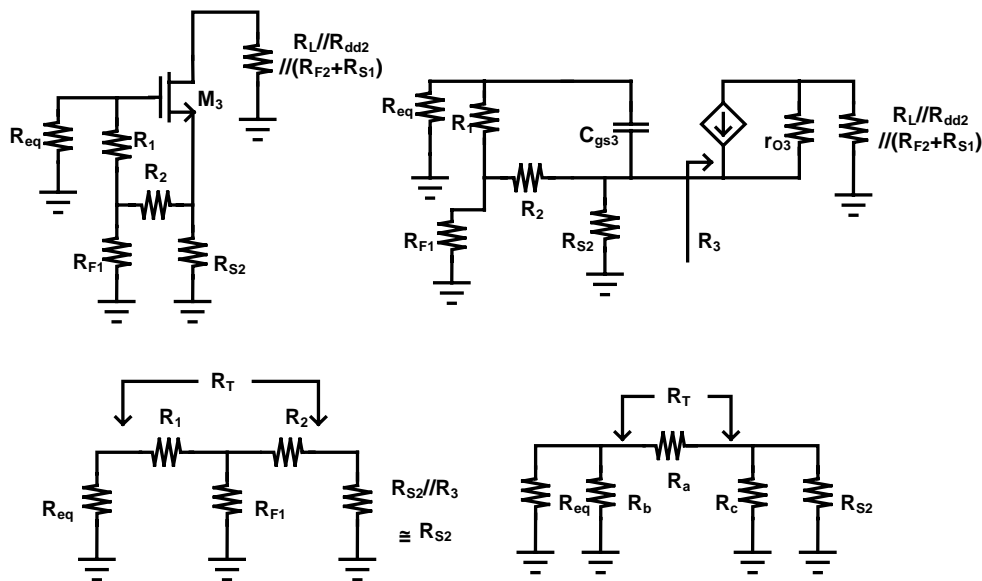 R_L//R_dd2
//(R_F2+R_S1)
M_3
R_eq
R_1
R_2
R_F1
R_S2
R_eq
R_1
C_gs3
r_O3
R_L//R_dd2
//(R_F2+R_S1)
R_2
R_F1
R_S2
R_3
R_T
R_1
R_2
R_eq
R_F1
R_S2//R_3
≅ R_S2
R_T
R_a
R_eq
R_b
R_c
R_S2